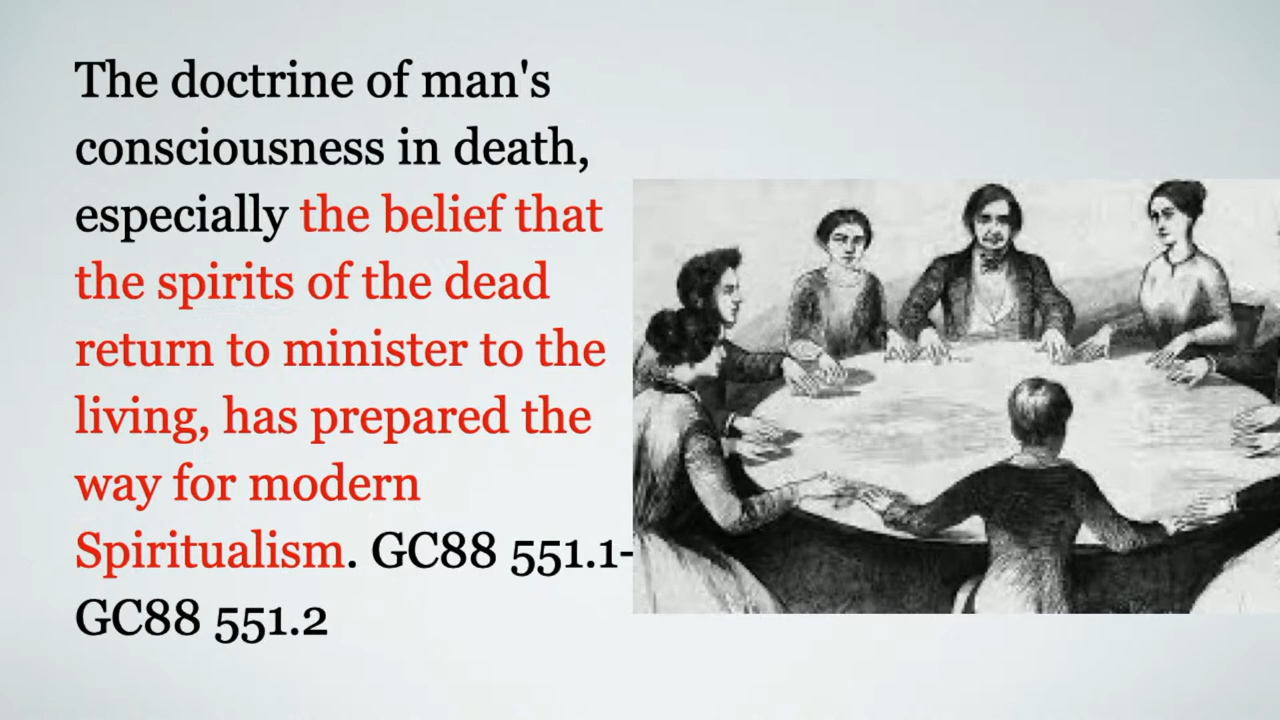 The doctrine of man's
consciousness in death,
especially the belief that
the spirits of the dead
return to minister to the
living, has prepared the
way for modern
Spiritualism. GC88 551.1-
GC88 551.2